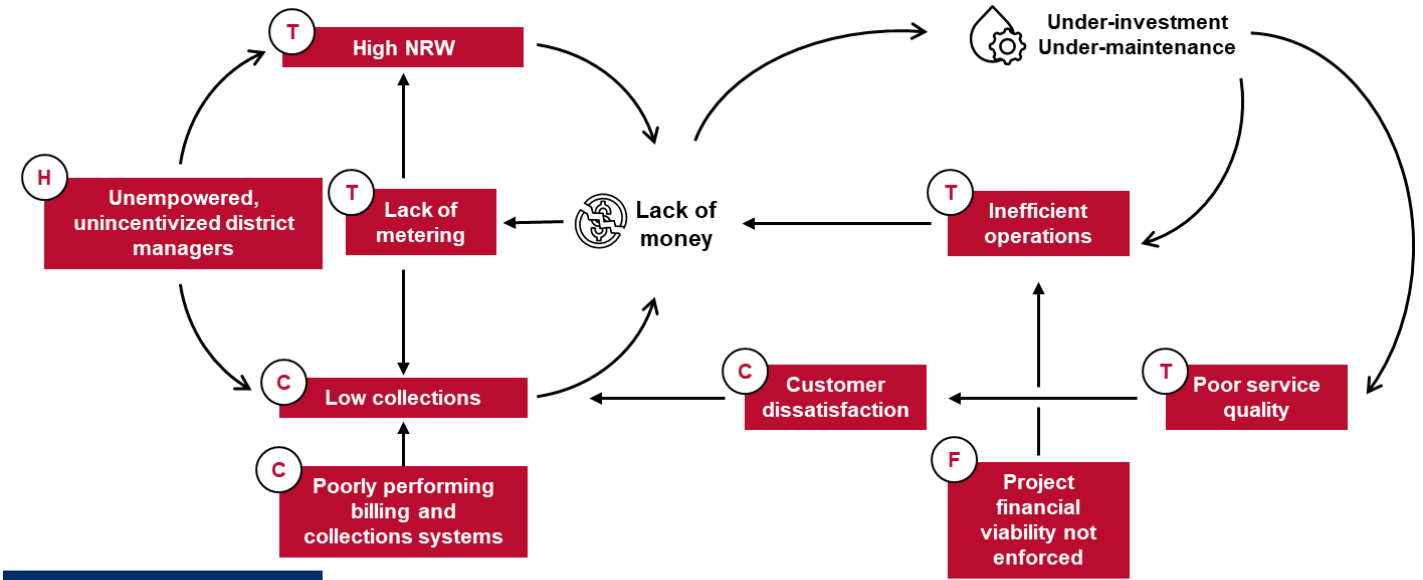 T
High NRW
Under-investment
Under-maintenance
H
Unempowered,
unincentivized district
managers
T
Lack of
metering
Lack of
money
T
Inefficient
operations
C
Low collections
C
Customer
dissatisfaction
T
Poor service
quality
C
Poorly performing
billing and
collections systems
F
Project
financial
viability not
enforced